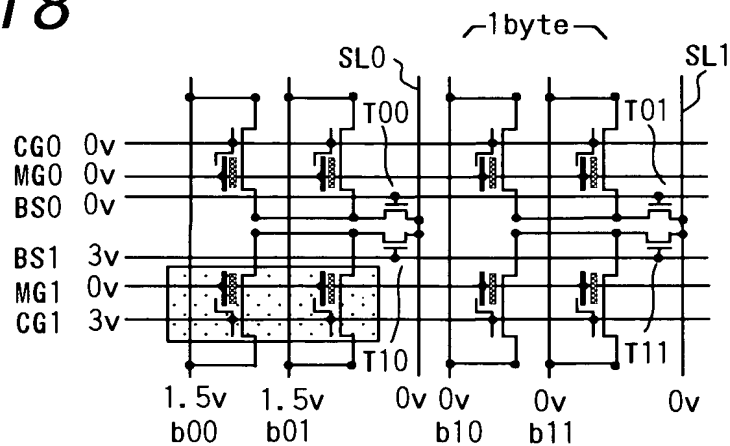 18
1byte
SL0
SL1
T00
T01
CG0 0v
MG0 0v
BS0 0v
BS1 3v
MG1 0v
CG1 3v
T10
T11
1.5v 1.5v 0v 0v 0v 0v
b00 b01 b10 b11